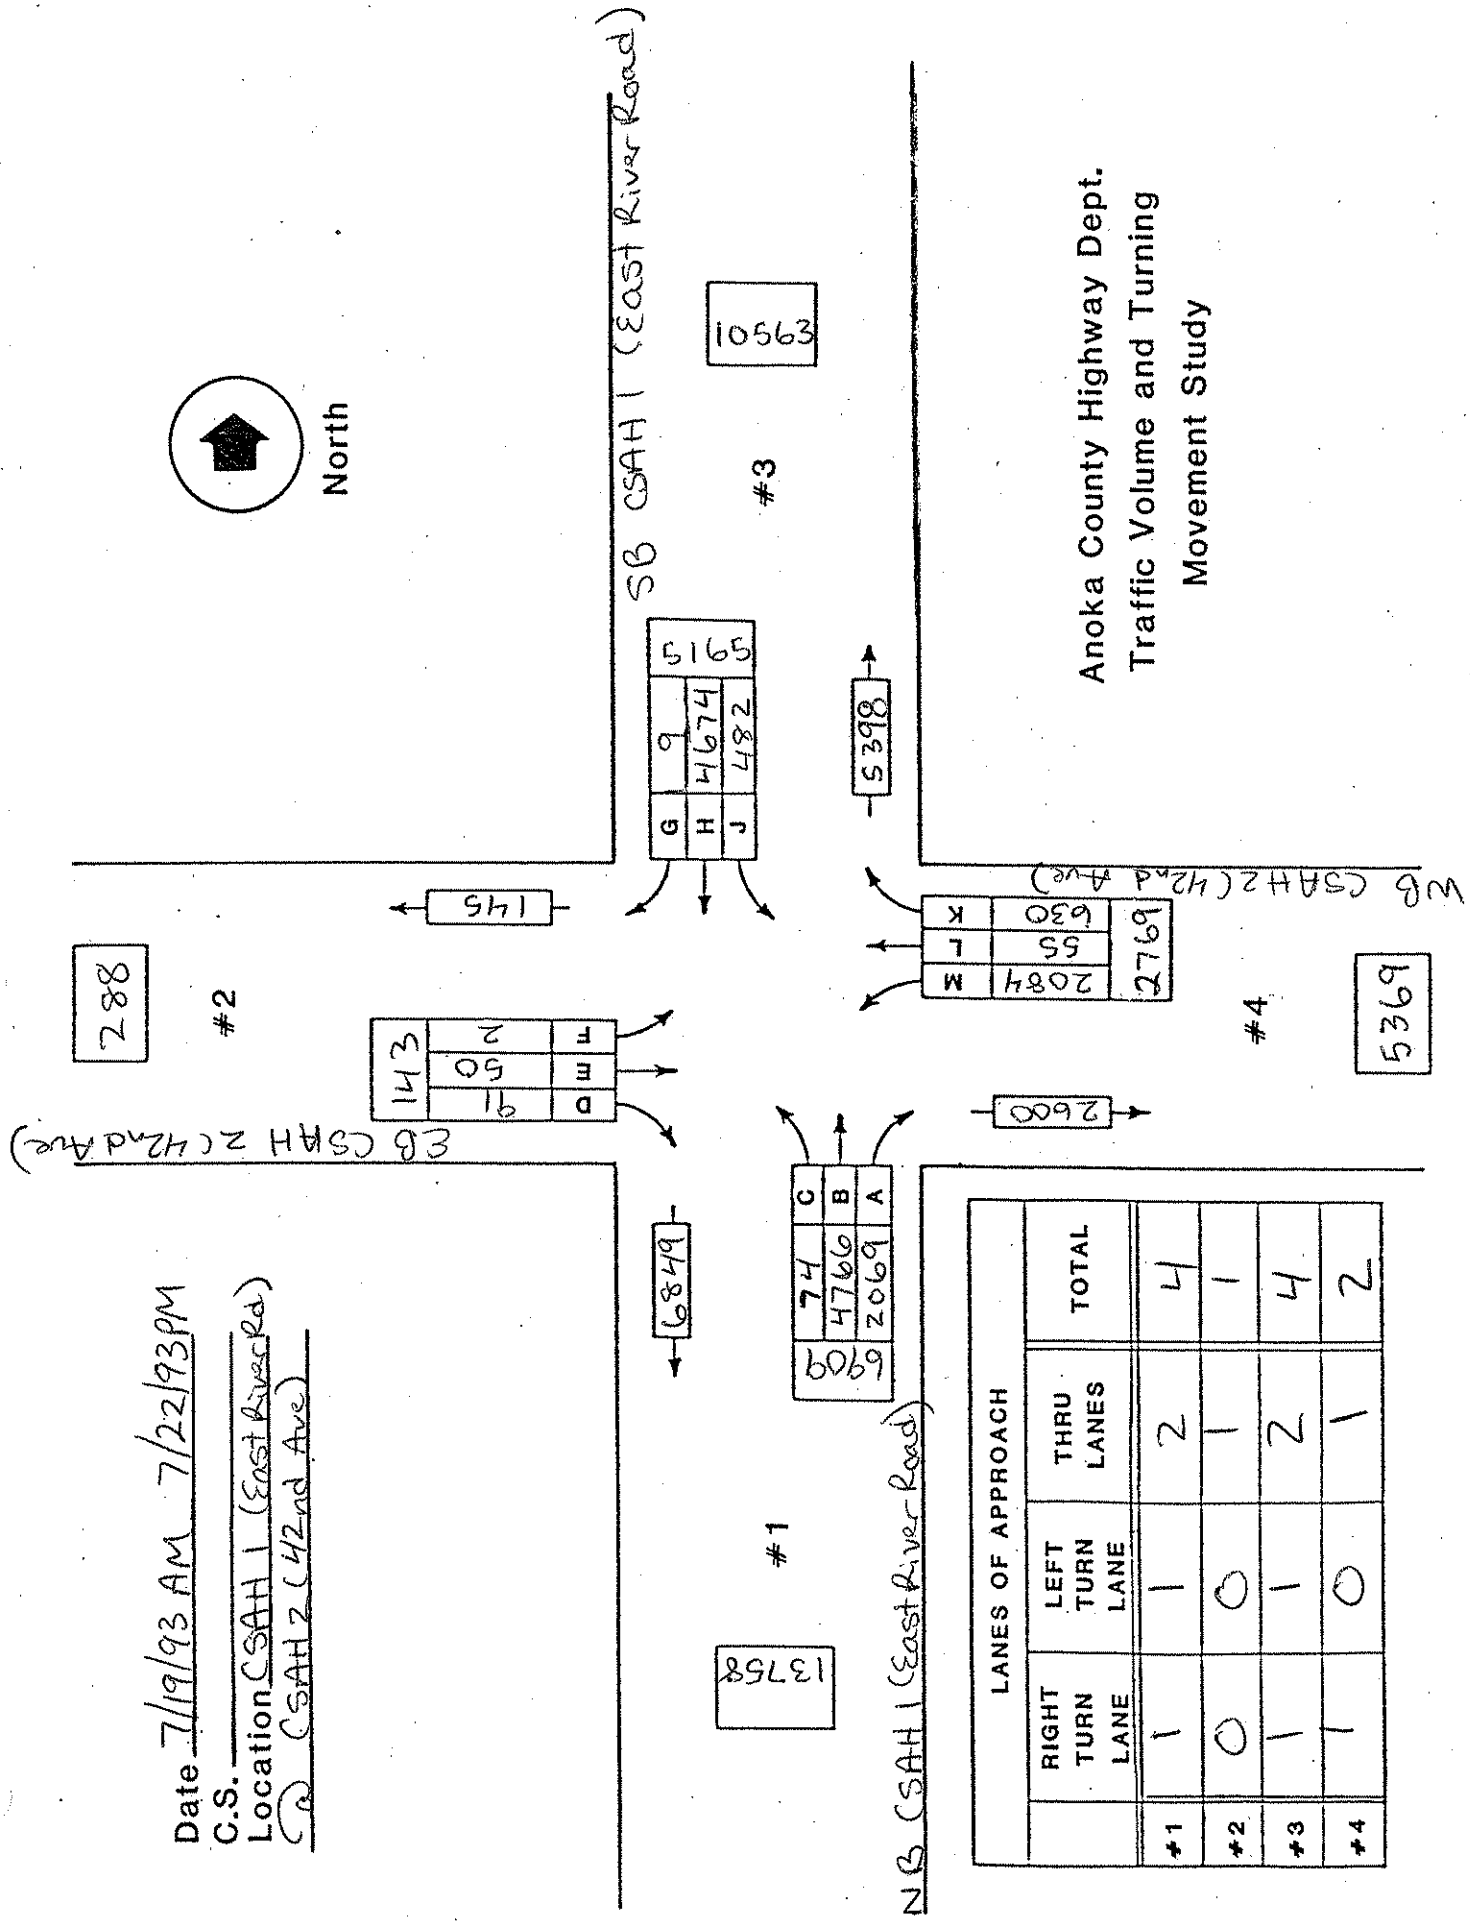 Date 7/19/93 AM 7/22/93 PM
C.S.
Location CSAH 1 (East River Rd)
@ CSAH 2 (42nd Ave)
North
EB CSAH 2 (42nd Ave)
288
#2
143
91 50 2
D E F
145
SB CSAH 1 (East River Road)
5165
9 4674 482
G H J
#3
10563
6849
C 74
B 4766
A 2069
6909
5398
#1
13758
NB CSAH 1 (East River Road)
2600
K 630
L 55
M 2084
2769
WB CSAH 2 (42nd Ave)
#4
5369
LANES OF APPROACH
RIGHT TURN LANE LEFT TURN LANE THRU LANES TOTAL
#1 1 1 2 4
#2 0 0 1 1
#3 1 1 2 4
#4 1 0 1 2
Anoka County Highway Dept.
Traffic Volume and Turning
Movement Study